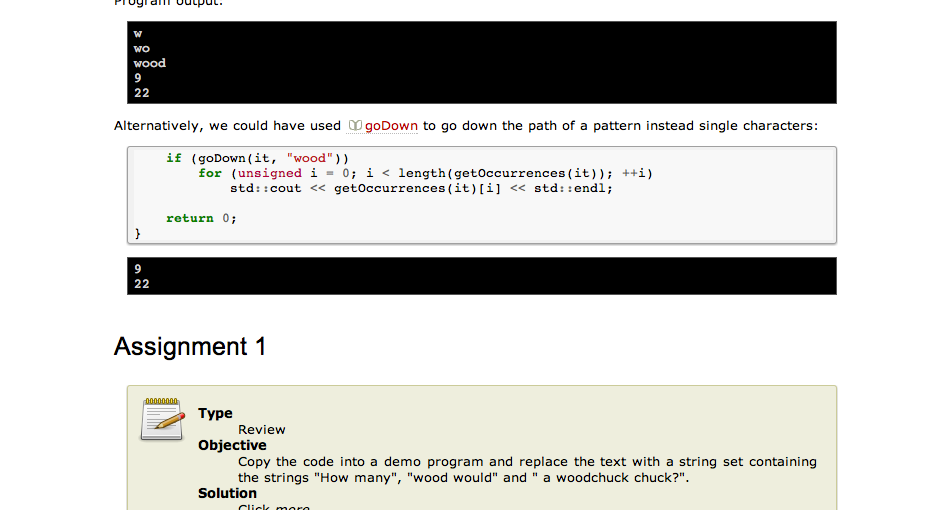 Program output:
w
wo
wood
9
22
Alternatively, we could have used goDown to go down the path of a pattern instead single characters:
if (goDown(it, "wood"))
for (unsigned i = 0; i < length(getOccurrences(it)); ++i)
std::cout << getOccurrences(it)[i] << std::endl;
return 0;
}
9
22
Assignment 1
Type
Review
Objective
Copy the code into a demo program and replace the text with a string set containing
the strings "How many", "wood would" and " a woodchuck chuck?".
Solution
Click more